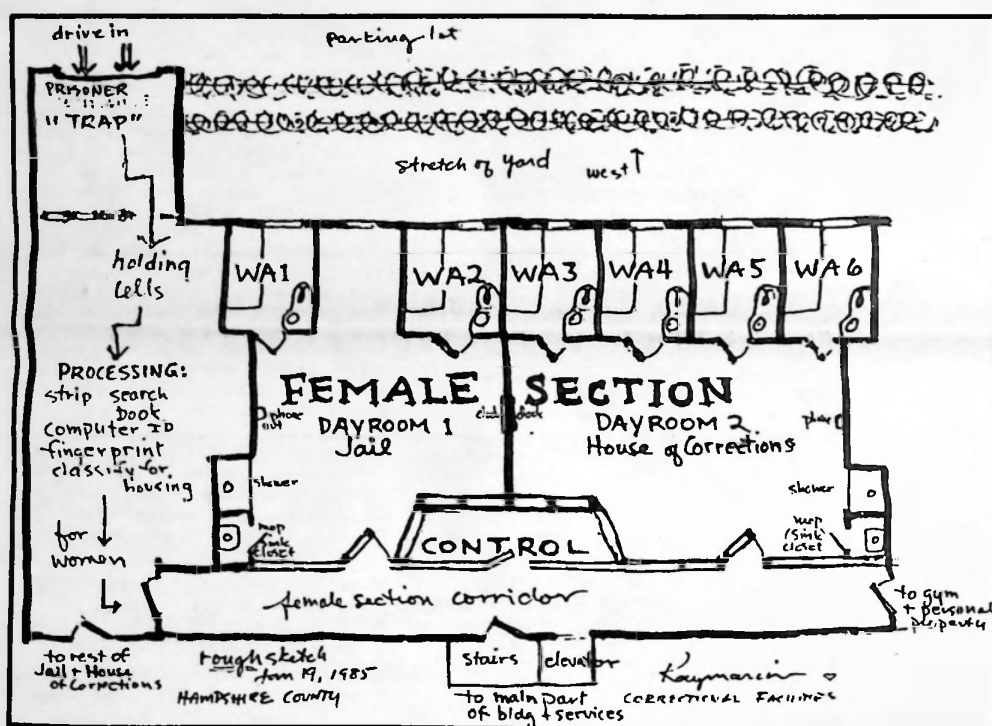 drive in
parking lot
PRISONER
"TRAP"
stretch of yard
west ↑
holding
cells
WA1
WA2
WA3
WA4
WA5
WA6
PROCESSING:
strip search
book
computer ID
fingerprint
classify for
housing
for
women
FEMALE SECTION
DAYROOM 1
Jail
DAYROOM 2
House of Corrections
phone
clock
clock
phone
shower
shower
mop
/sink
closet
mop
/sink
closet
CONTROL
female section corridor
to gym
+ personal
property
to rest of
Jail + House
of Corrections
rough sketch
Jan 19, 1985
HAMPSHIRE COUNTY
stairs
elevator
to main part
of bldg + services
CORRECTIONAL FACILITIES